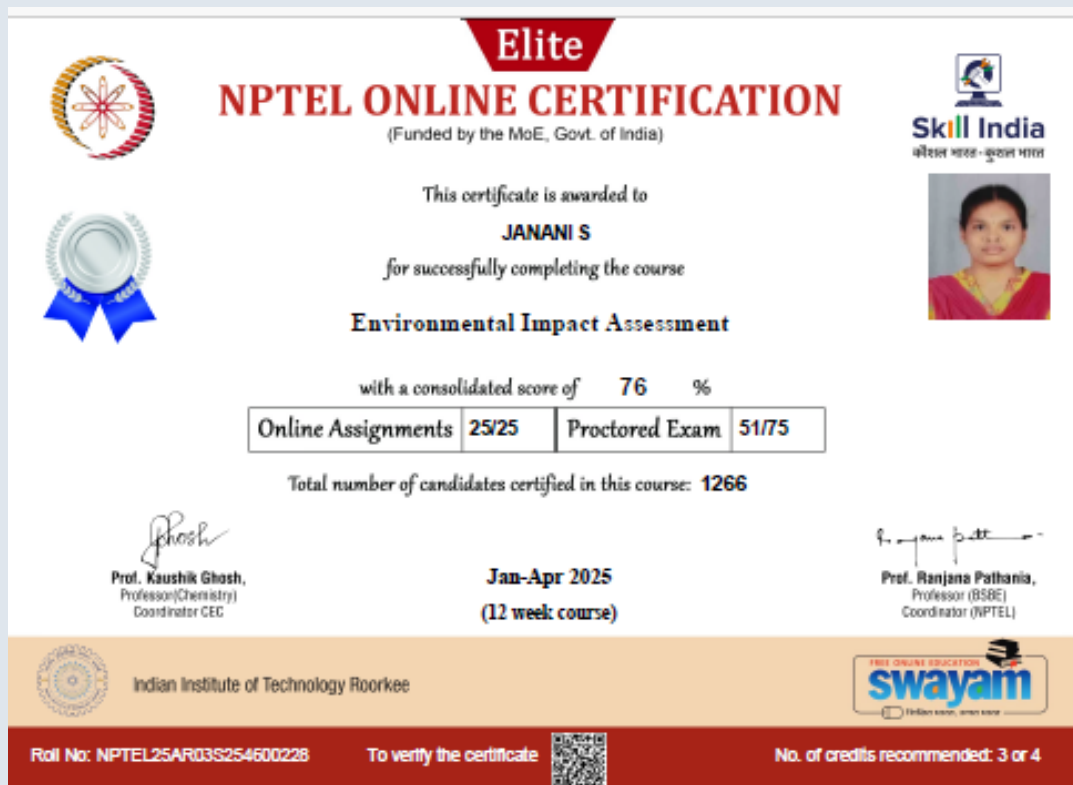 Elite
NPTEL ONLINE CERTIFICATION
(Funded by the MoE, Govt. of India)
Skill India
कौशल भारत - कुशल भारत
This certificate is awarded to
JANANI S
for successfully completing the course
Environmental Impact Assessment
with a consolidated score of 76 %
Online Assignments 25/25 Proctored Exam 51/75
Total number of candidates certified in this course: 1266
Prof. Kaushik Ghosh,
Professor(Chemistry)
Coordinator CEC
Jan-Apr 2025
(12 week course)
Prof. Ranjana Pathania,
Professor (BSBE)
Coordinator (NPTEL)
Indian Institute of Technology Roorkee
FREE ONLINE EDUCATION
swayam
Roll No: NPTEL25AR03S254600228 To verify the certificate No. of credits recommended: 3 or 4